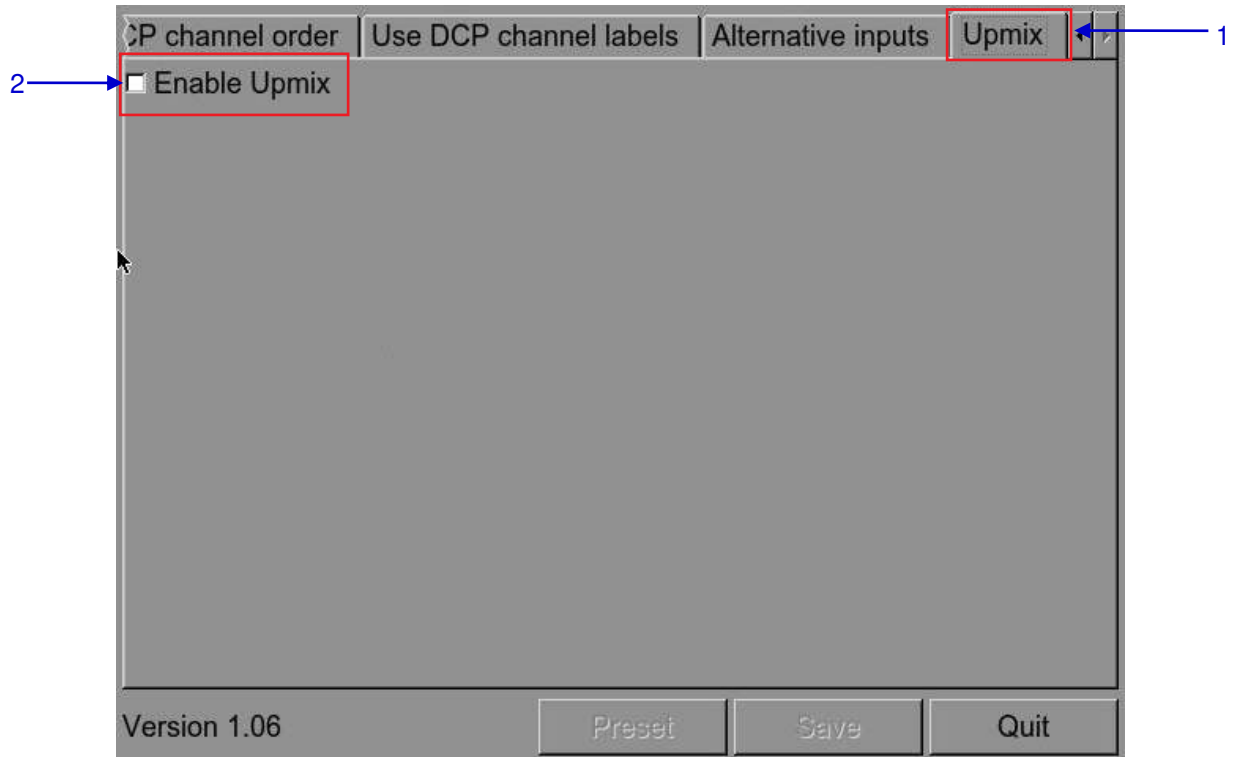 CP channel order Use DCP channel labels Alternative inputs Upmix 1
2 Enable Upmix
Version 1.06 Preset Save Quit